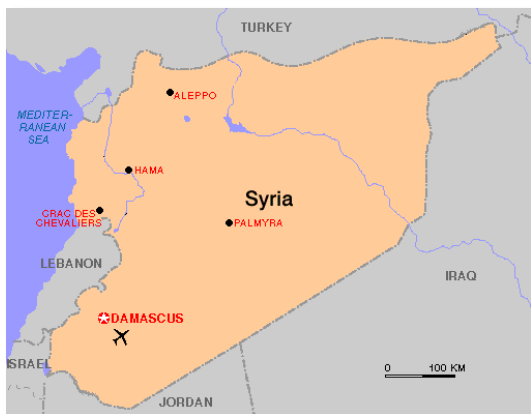 TURKEY
ALEPPO
MEDITER-
RANEAN
SEA
HAMA
Syria
CRAC DES
CHEVALIERS
PALMYRA
LEBANON
IRAQ
DAMASCUS
ISRAEL
0 100 KM
JORDAN